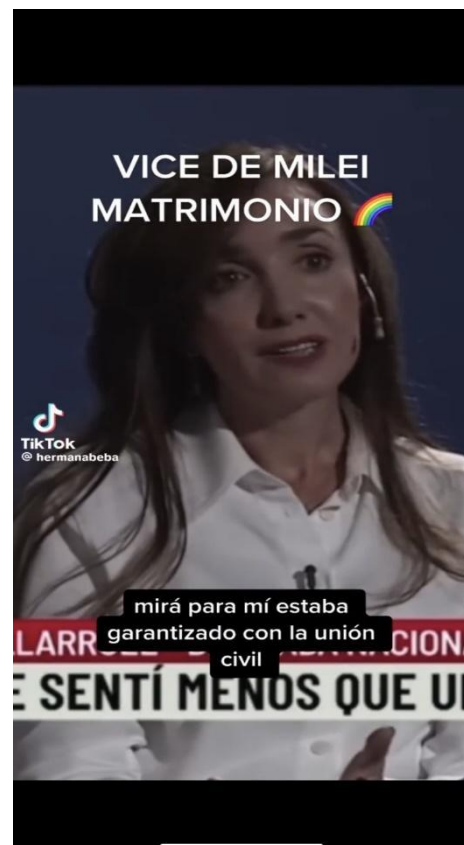 VICE DE MILEI
MATRIMONIO 🌈
TikTok
@ hermanabeba
mirá para mí estaba
garantizado con la unión
civil
SENTÍ MENOS QUE